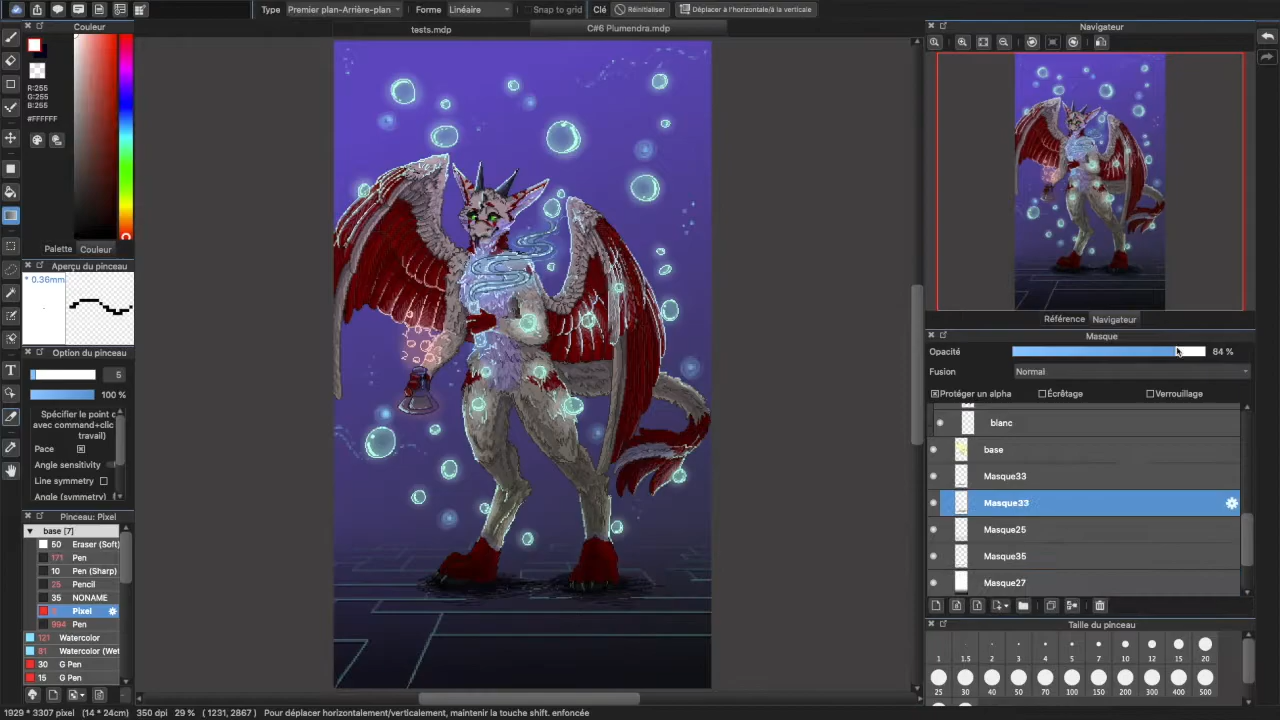 Type Premier plan-Arrière-plan Forme Linéaire Snap to grid Clé Réinitialiser Déplacer à l'horizontale/à la verticale
Couleur
tests.mdp C#6 Plumendra.mdp
Navigateur
R:255
G:255
B:255
#FFFFFF
Palette Couleur
Aperçu du pinceau
* 0.36mm
Option du pinceau
5
100 %
Spécifier le point c
avec command+clic
travail)
Pace
Angle sensitivity
Line symmetry
Angle (symmetry)
Pinceau: Pixel
base [7]
50 Eraser (Soft)
171 Pen
10 Pen (Sharp)
25 Pencil
35 NONAME
Pixel
994 Pen
121 Watercolor
81 Watercolor (Wet
30 G Pen
15 G Pen
Référence Navigateur
Masque
Opacité 84 %
Fusion Normal
Protéger un alpha Écrêtage Verrouillage
blanc
base
Masque33
Masque33
Masque25
Masque35
Masque27
Taille du pinceau
1 1.5 2 3 4 5 7 10 12 15 20
25 30 40 50 70 100 150 200 300 400 500
1929 * 3307 pixel (14 * 24cm) 350 dpi 29 % ( 1231, 2867 ) Pour déplacer horizontalement/verticalement, maintenir la touche shift. enfoncée